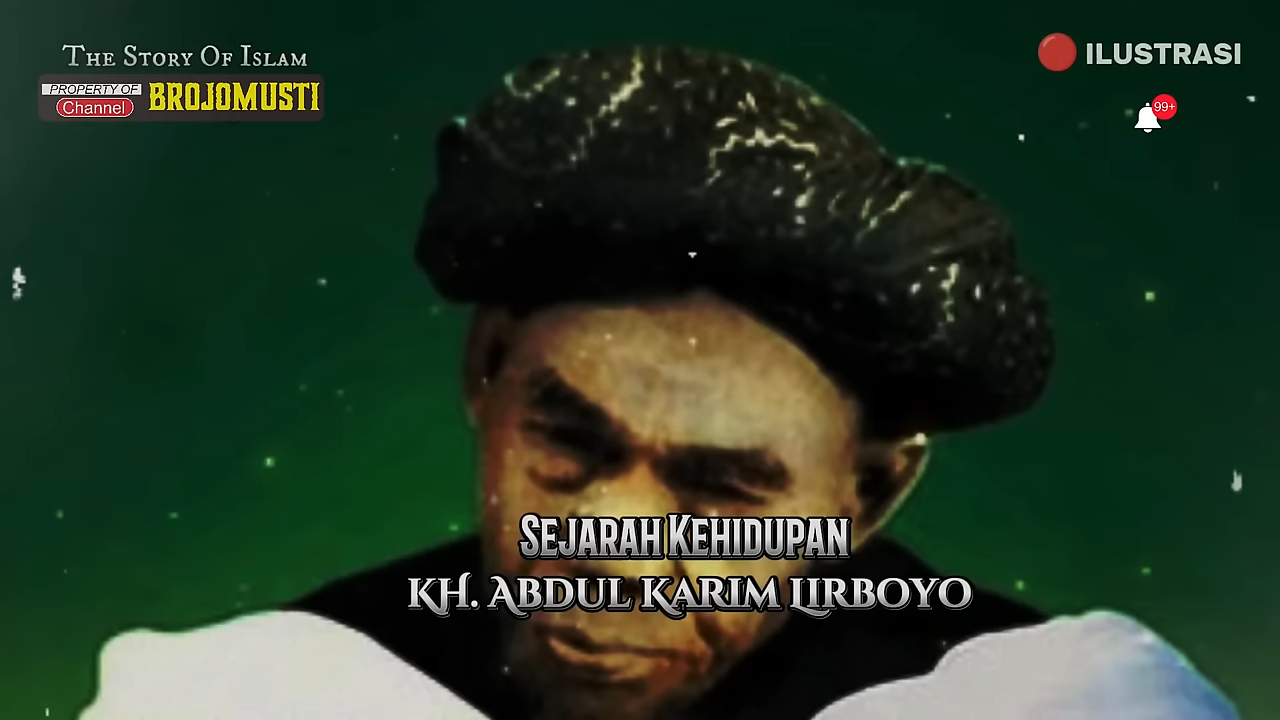 The Story Of Islam
PROPERTY OF
Channel
BROJOMUSTI
ILUSTRASI
99+
Sejarah Kehidupan
KH. Abdul Karim Lirboyo